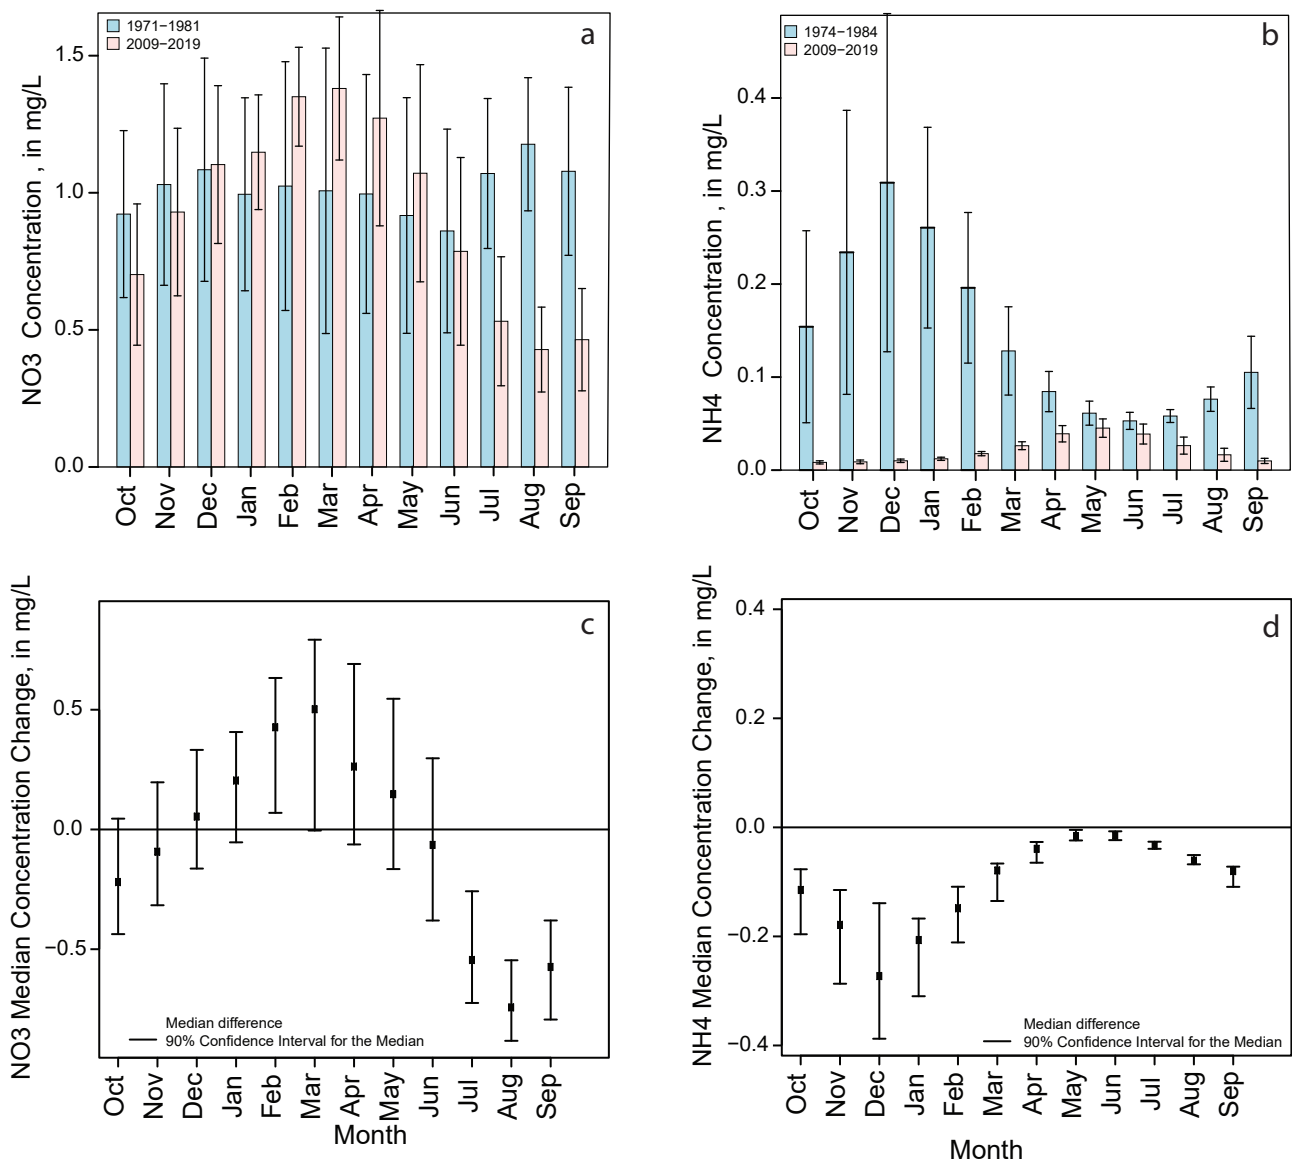 a
1971−1981
2009−2019
NO3 Concentration , in mg/L
1.5
1.0
0.5
0.0
Oct Nov Dec Jan Feb Mar Apr May Jun Jul Aug Sep
b
1974−1984
2009−2019
NH4 Concentration , in mg/L
0.4
0.3
0.2
0.1
0.0
Oct Nov Dec Jan Feb Mar Apr May Jun Jul Aug Sep
c
NO3 Median Concentration Change, in mg/L
0.5
0.0
−0.5
Median difference
90% Confidence Interval for the Median
Oct Nov Dec Jan Feb Mar Apr May Jun Jul Aug Sep
Month
d
NH4 Median Concentration Change, in mg/L
0.4
0.2
0.0
−0.2
−0.4
Median difference
90% Confidence Interval for the Median
Oct Nov Dec Jan Feb Mar Apr May Jun Jul Aug Sep
Month